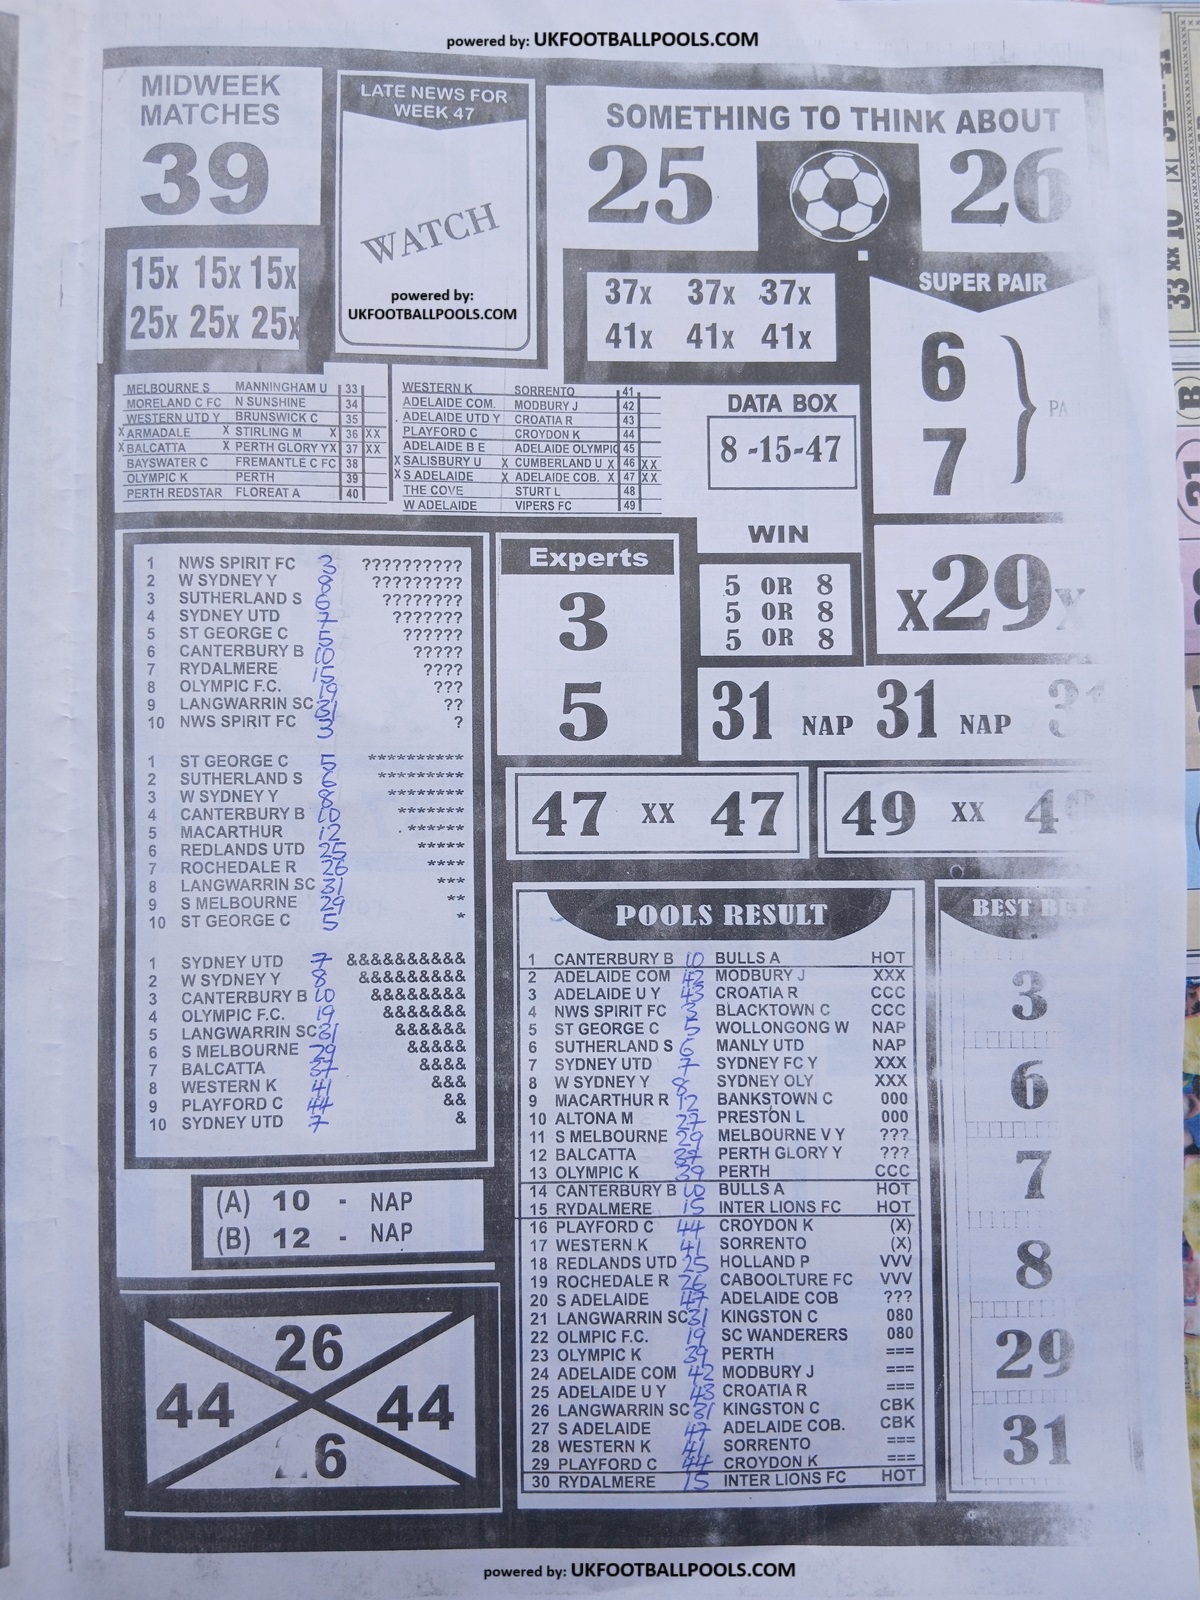 powered by: UKFOOTBALLPOOLS.COM
MIDWEEK
MATCHES
39
LATE NEWS FOR
WEEK 47
WATCH
powered by:
UKFOOTBALLPOOLS.COM
SOMETHING TO THINK ABOUT
25 26
15x 15x 15x
25x 25x 25x
37x 37x 37x
41x 41x 41x
SUPER PAIR
6
7
MELBOURNE S MANNINGHAM U 33
MORELAND C FC N SUNSHINE 34
WESTERN UTD Y BRUNSWICK C 35
X ARMADALE X STIRLING M X 36 XX
X BALCATTA X PERTH GLORY Y X 37 XX
BAYSWATER C FREMANTLE C FC 38
OLYMPIC K PERTH 39
PERTH REDSTAR FLOREAT A 40
WESTERN K SORRENTO 41
ADELAIDE COM. MODBURY J 42
ADELAIDE UTD Y CROATIA R 43
PLAYFORD C CROYDON K 44
ADELAIDE B E ADELAIDE OLYMPIC 45
X SALISBURY U X CUMBERLAND U X 46 XX
X S ADELAIDE X ADELAIDE COB. X 47 XX
THE COVE STURT L 48
W ADELAIDE VIPERS FC 49
DATA BOX
8 -15-47
WIN
5 OR 8
5 OR 8
5 OR 8
X29X
1 NWS SPIRIT FC 3 ??????????
2 W SYDNEY Y 8 ?????????
3 SUTHERLAND S 6 ????????
4 SYDNEY UTD 7 ???????
5 ST GEORGE C 5 ??????
6 CANTERBURY B 10 ?????
7 RYDALMERE 15 ????
8 OLYMPIC F.C. 19 ???
9 LANGWARRIN SC 31 ??
10 NWS SPIRIT FC 3 ?
1 ST GEORGE C 5 **********
2 SUTHERLAND S 6 *********
3 W SYDNEY Y 8 ********
4 CANTERBURY B 10 *******
5 MACARTHUR 12 ******
6 REDLANDS UTD 25 *****
7 ROCHEDALE R 26 ****
8 LANGWARRIN SC 31 ***
9 S MELBOURNE 29 **
10 ST GEORGE C 5 *
1 SYDNEY UTD 7 &&&&&&&&&&
2 W SYDNEY Y 8 &&&&&&&&&
3 CANTERBURY B 10 &&&&&&&&
4 OLYMPIC F.C. 19 &&&&&&&
5 LANGWARRIN SC 31 &&&&&&
6 S MELBOURNE 29 &&&&&
7 BALCATTA 37 &&&&
8 WESTERN K 41 &&&
9 PLAYFORD C 44 &&
10 SYDNEY UTD 7 &
Experts
3
5
31 NAP 31 NAP 31
47 XX 47
49 XX 49
(A) 10 - NAP
(B) 12 - NAP
26
44 44
6
POOLS RESULT
1 CANTERBURY B 10 BULLS A HOT
2 ADELAIDE COM 42 MODBURY J XXX
3 ADELAIDE U Y 43 CROATIA R CCC
4 NWS SPIRIT FC 3 BLACKTOWN C CCC
5 ST GEORGE C 5 WOLLONGONG W NAP
6 SUTHERLAND S 6 MANLY UTD NAP
7 SYDNEY UTD 7 SYDNEY FC Y XXX
8 W SYDNEY Y 8 SYDNEY OLY XXX
9 MACARTHUR R 12 BANKSTOWN C 000
10 ALTONA M 27 PRESTON L 000
11 S MELBOURNE 29 MELBOURNE V Y ???
12 BALCATTA 37 PERTH GLORY Y ???
13 OLYMPIC K 39 PERTH CCC
14 CANTERBURY B 10 BULLS A HOT
15 RYDALMERE 15 INTER LIONS FC HOT
16 PLAYFORD C 44 CROYDON K (X)
17 WESTERN K 41 SORRENTO (X)
18 REDLANDS UTD 25 HOLLAND P VVV
19 ROCHEDALE R 26 CABOOLTURE FC VVV
20 S ADELAIDE 47 ADELAIDE COB ???
21 LANGWARRIN SC 31 KINGSTON C 080
22 OLMPIC F.C. 19 SC WANDERERS 080
23 OLYMPIC K 39 PERTH ===
24 ADELAIDE COM 42 MODBURY J ===
25 ADELAIDE U Y 43 CROATIA R ===
26 LANGWARRIN SC 31 KINGSTON C CBK
27 S ADELAIDE 47 ADELAIDE COB. CBK
28 WESTERN K 41 SORRENTO ===
29 PLAYFORD C 44 CROYDON K ===
30 RYDALMERE 15 INTER LIONS FC HOT
BEST BET
3
6
7
8
29
31
powered by: UKFOOTBALLPOOLS.COM